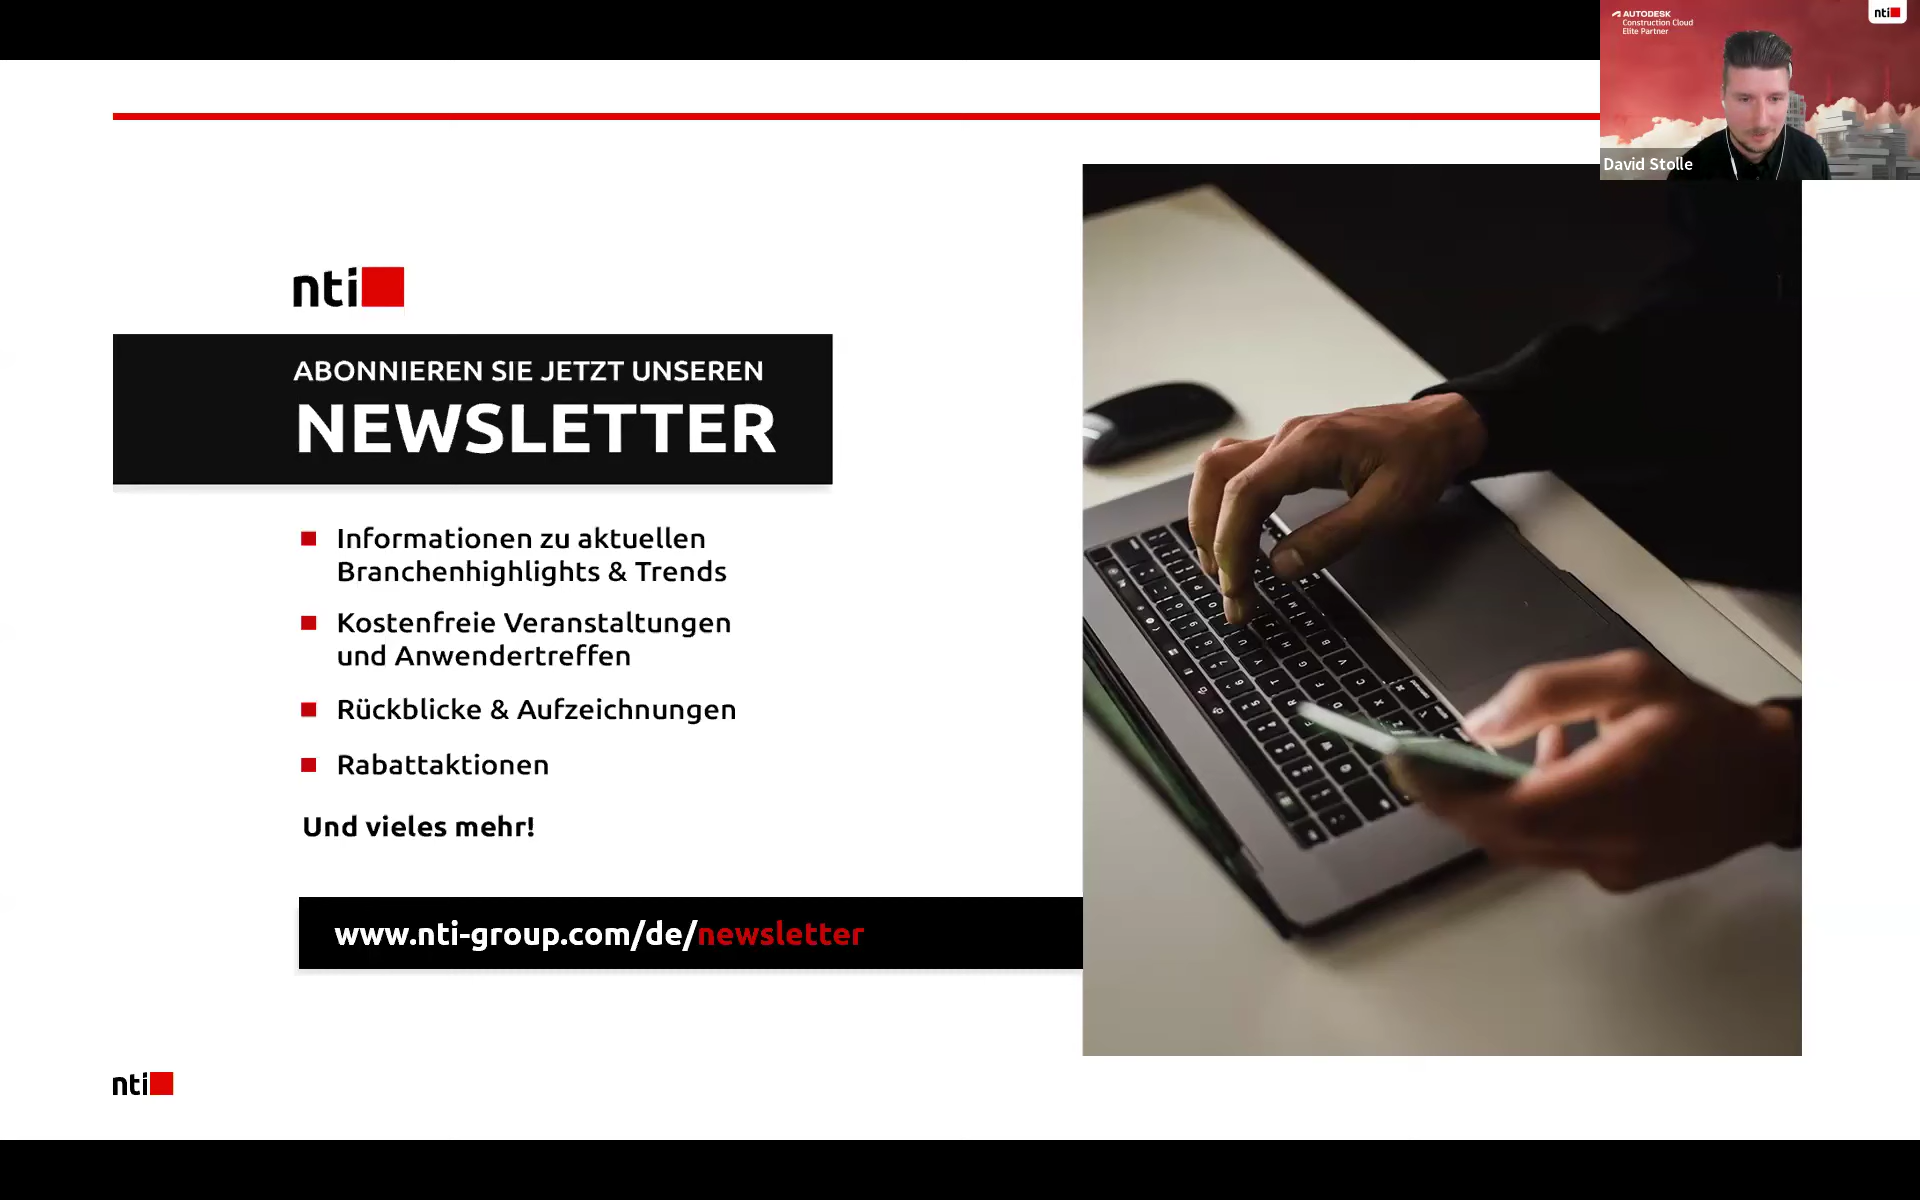 AUTODESK
Construction Cloud
Elite Partner
nti
David Stolle
nti
ABONNIEREN SIE JETZT UNSEREN
NEWSLETTER
Informationen zu aktuellen
Branchenhighlights & Trends
Kostenfreie Veranstaltungen
und Anwendertreffen
Rückblicke & Aufzeichnungen
Rabattaktionen
Und vieles mehr!
www.nti-group.com/de/newsletter
nti